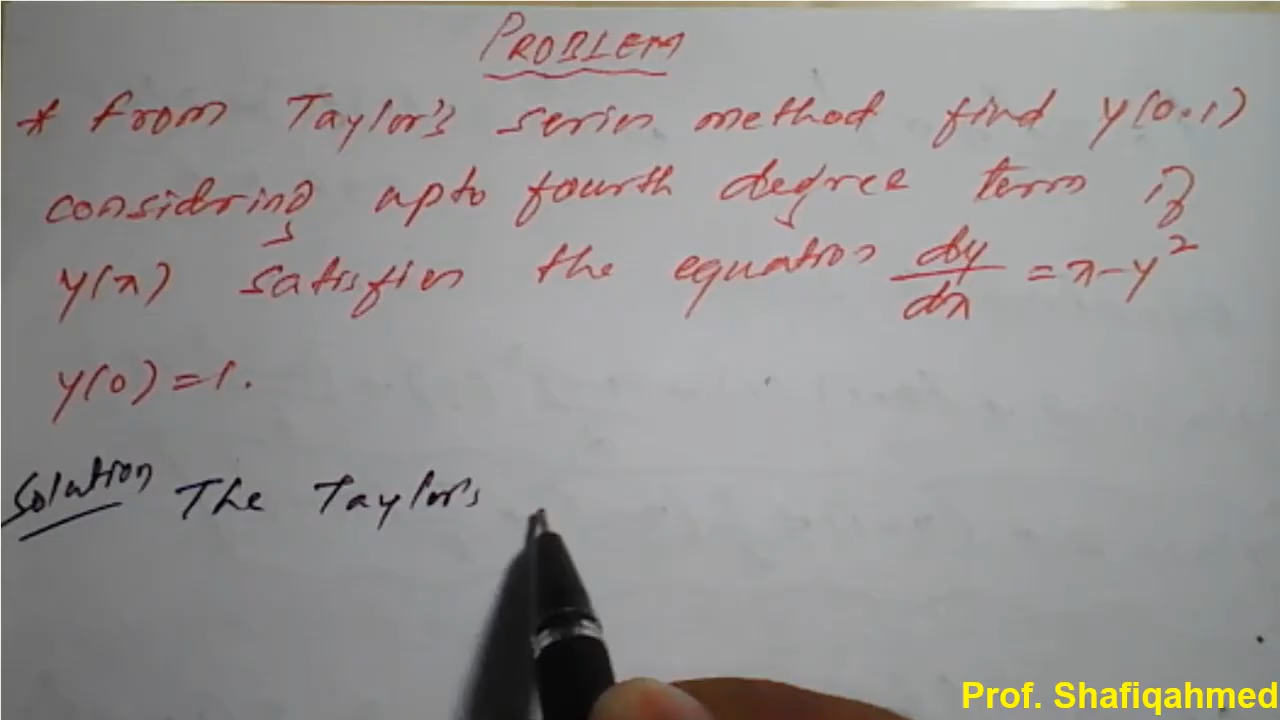 PROBLEM
* From Taylor's series method find y(0.1)
considring upto fourth degree term if
y(x) satisfies the equation dy/dx = x-y²
y(0)=1.
Solution The Taylor's
Prof. Shafiqahmed